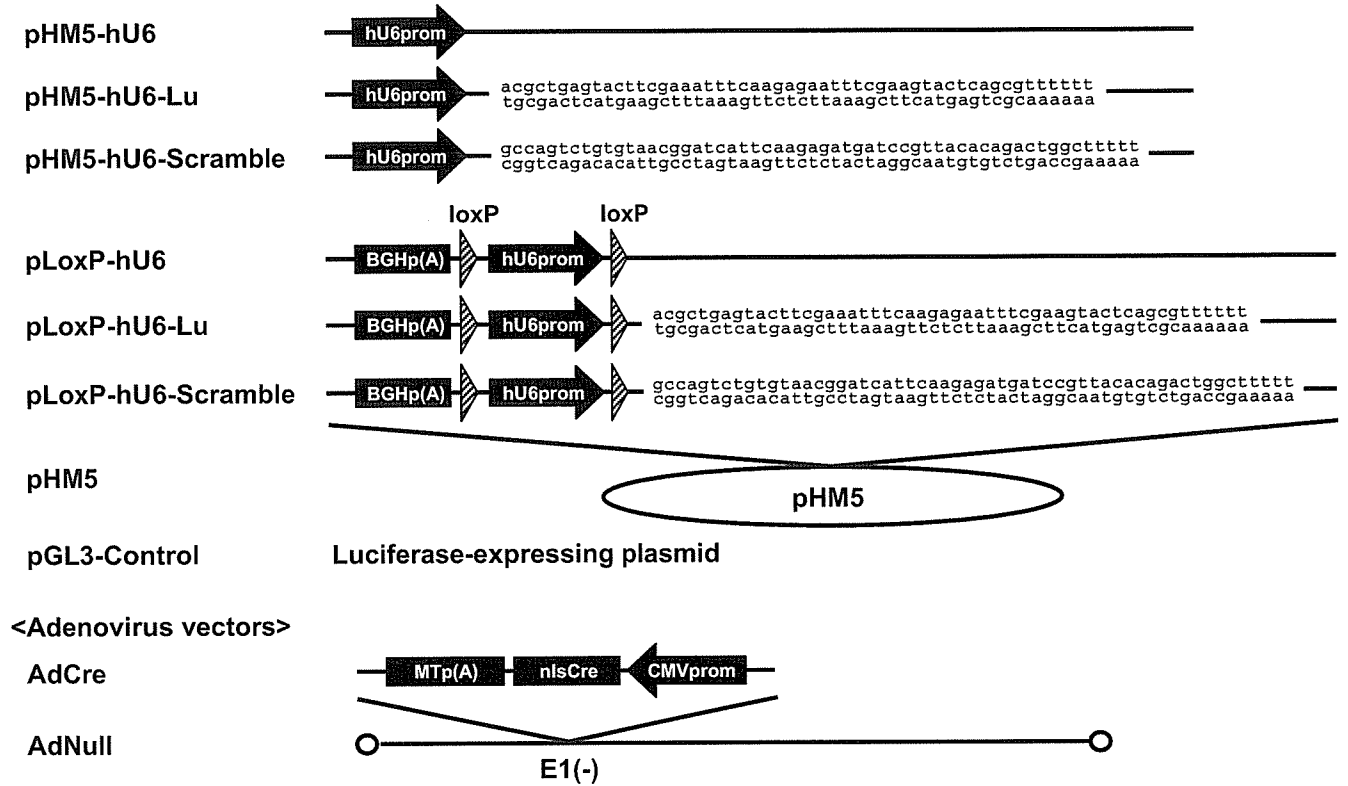 pHM5-hU6
hU6prom
pHM5-hU6-Lu
hU6prom
acgctgagtacttcgaaatttcaagagaatttcgaagtactcagcgtttttt
tgcgactcatgaagctttaaagttctcttaaagcttcatgagtcgcaaaaaa
pHM5-hU6-Scramble
hU6prom
gccagtctgtgtaacggatcattcaagagatgatccgttacacagactggcttttt
cggtcagacacattgcctagtaagttctctactaggcaatgtgtctgaccgaaaaa
loxP loxP
pLoxP-hU6
BGHp(A) hU6prom
pLoxP-hU6-Lu
BGHp(A) hU6prom
acgctgagtacttcgaaatttcaagagaatttcgaagtactcagcgtttttt
tgcgactcatgaagctttaaagttctcttaaagcttcatgagtcgcaaaaaa
pLoxP-hU6-Scramble
BGHp(A) hU6prom
gccagtctgtgtaacggatcattcaagagatgatccgttacacagactggcttttt
cggtcagacacattgcctagtaagttctctactaggcaatgtgtctgaccgaaaaa
pHM5
pHM5
pGL3-Control Luciferase-expressing plasmid
<Adenovirus vectors>
AdCre
MTp(A) nlsCre CMVprom
AdNull
E1(-)